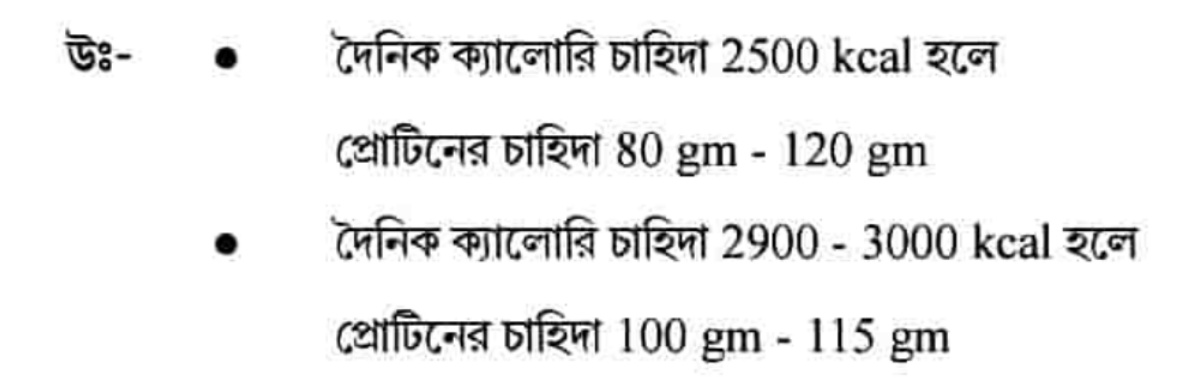 উঃ- ● দৈনিক ক্যালোরি চাহিদা 2500 kcal হলে
প্রোটিনের চাহিদা 80 gm - 120 gm
● দৈনিক ক্যালোরি চাহিদা 2900 - 3000 kcal হলে
প্রোটিনের চাহিদা 100 gm - 115 gm